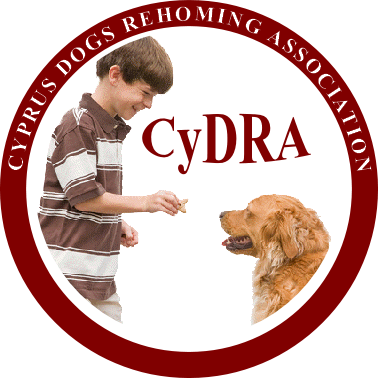 CYPRUS DOGS REHOMING ASSOCIATION
CyDRA